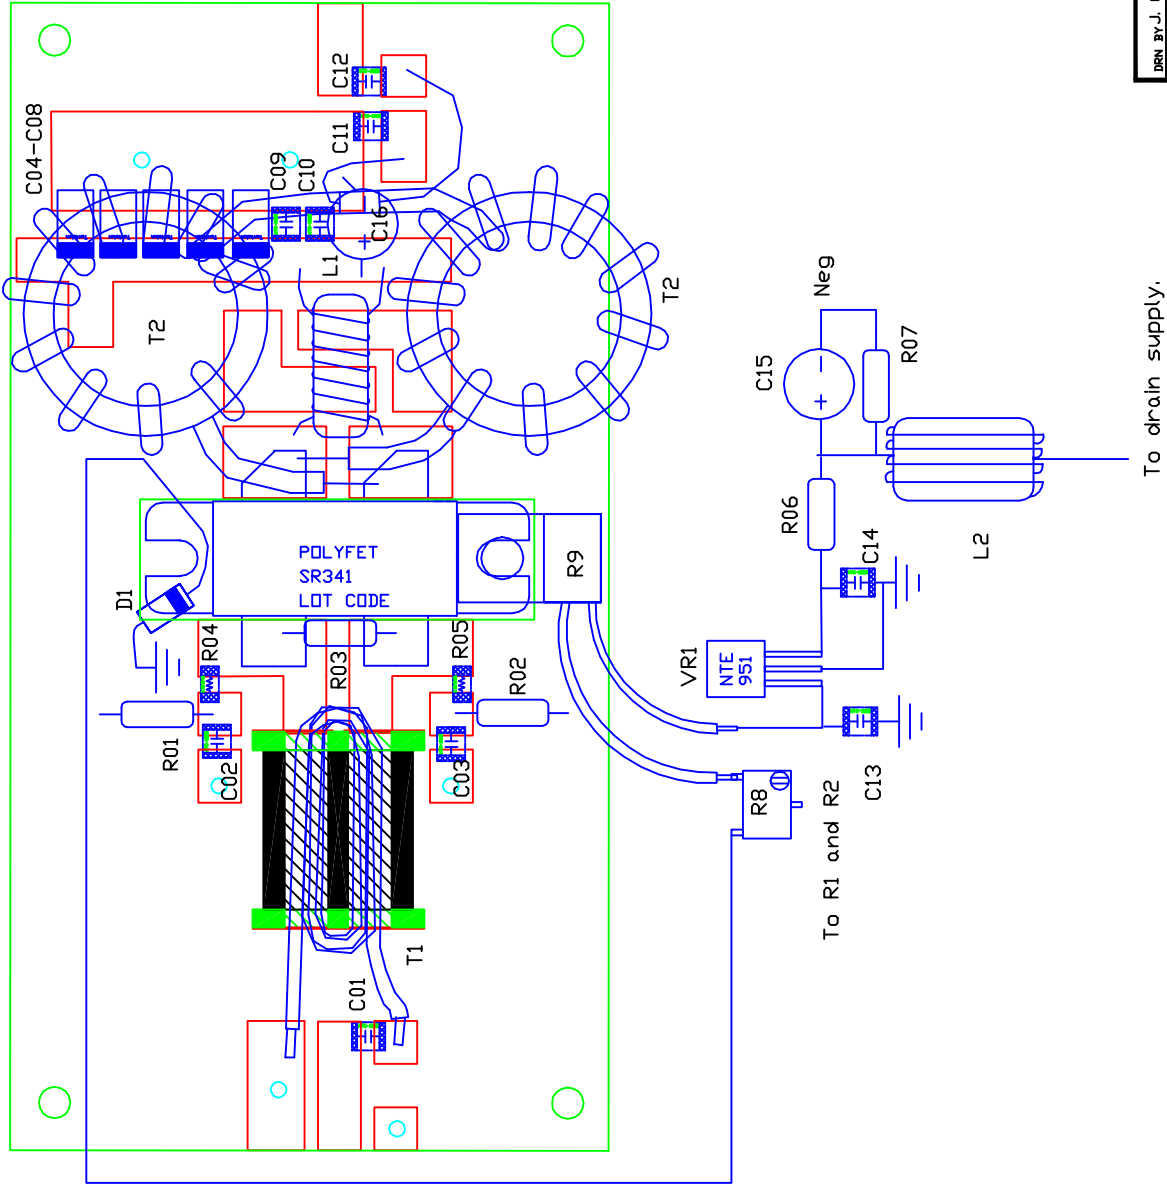 DRN BY J.
C12
C04-C08
C11
C09
C10
C16
L1
T2
T2
Neg
To drain supply.
C15
R07
R06
POLYFET
SR341
LOT CODE
R9
C14
L2
D1
R04
R03
R05
R02
VR1
NTE
951
R01
C02
C03
R8
C13
To R1 and R2
T1
C01
+
+
−